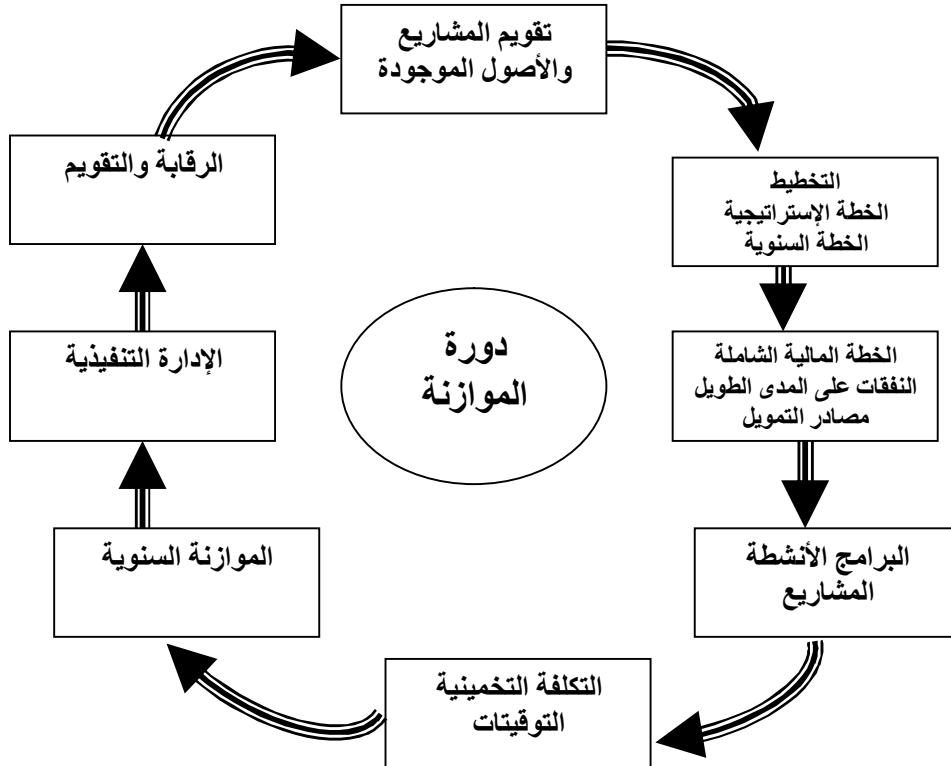 تقويم المشاريع
والأصول الموجودة
التخطيط
الخطة الإستراتيجية
الخطة السنوية
الخطة المالية الشاملة
النفقات على المدى الطويل
مصادر التمويل
البرامج الأنشطة
المشاريع
التكلفة التخمينية
التوقيتات
الموازنة السنوية
الإدارة التنفيذية
الرقابة والتقويم
دورة
الموازنة